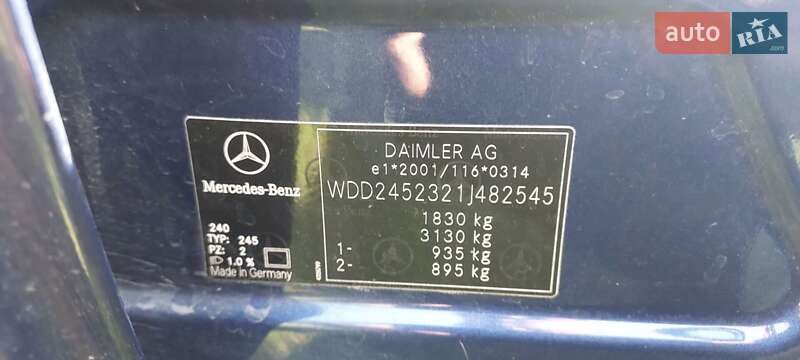 auto RIA.com
Mercedes-Benz
240
TYP: 245
PZ: 2
1.0 %
Made in Germany
DAIMLER AG
e1*2001/116*0314
WDD2452321J482545
1830 kg
3130 kg
1- 935 kg
2- 895 kg